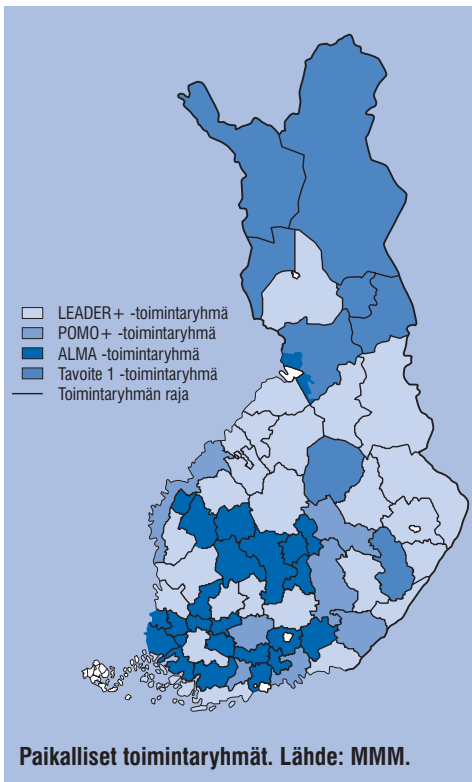 LEADER+ -toimintaryhmä
POMO+ -toimintaryhmä
ALMA -toimintaryhmä
Tavoite 1 -toimintaryhmä
Toimintaryhmän raja
Paikalliset toimintaryhmät. Lähde: MMM.